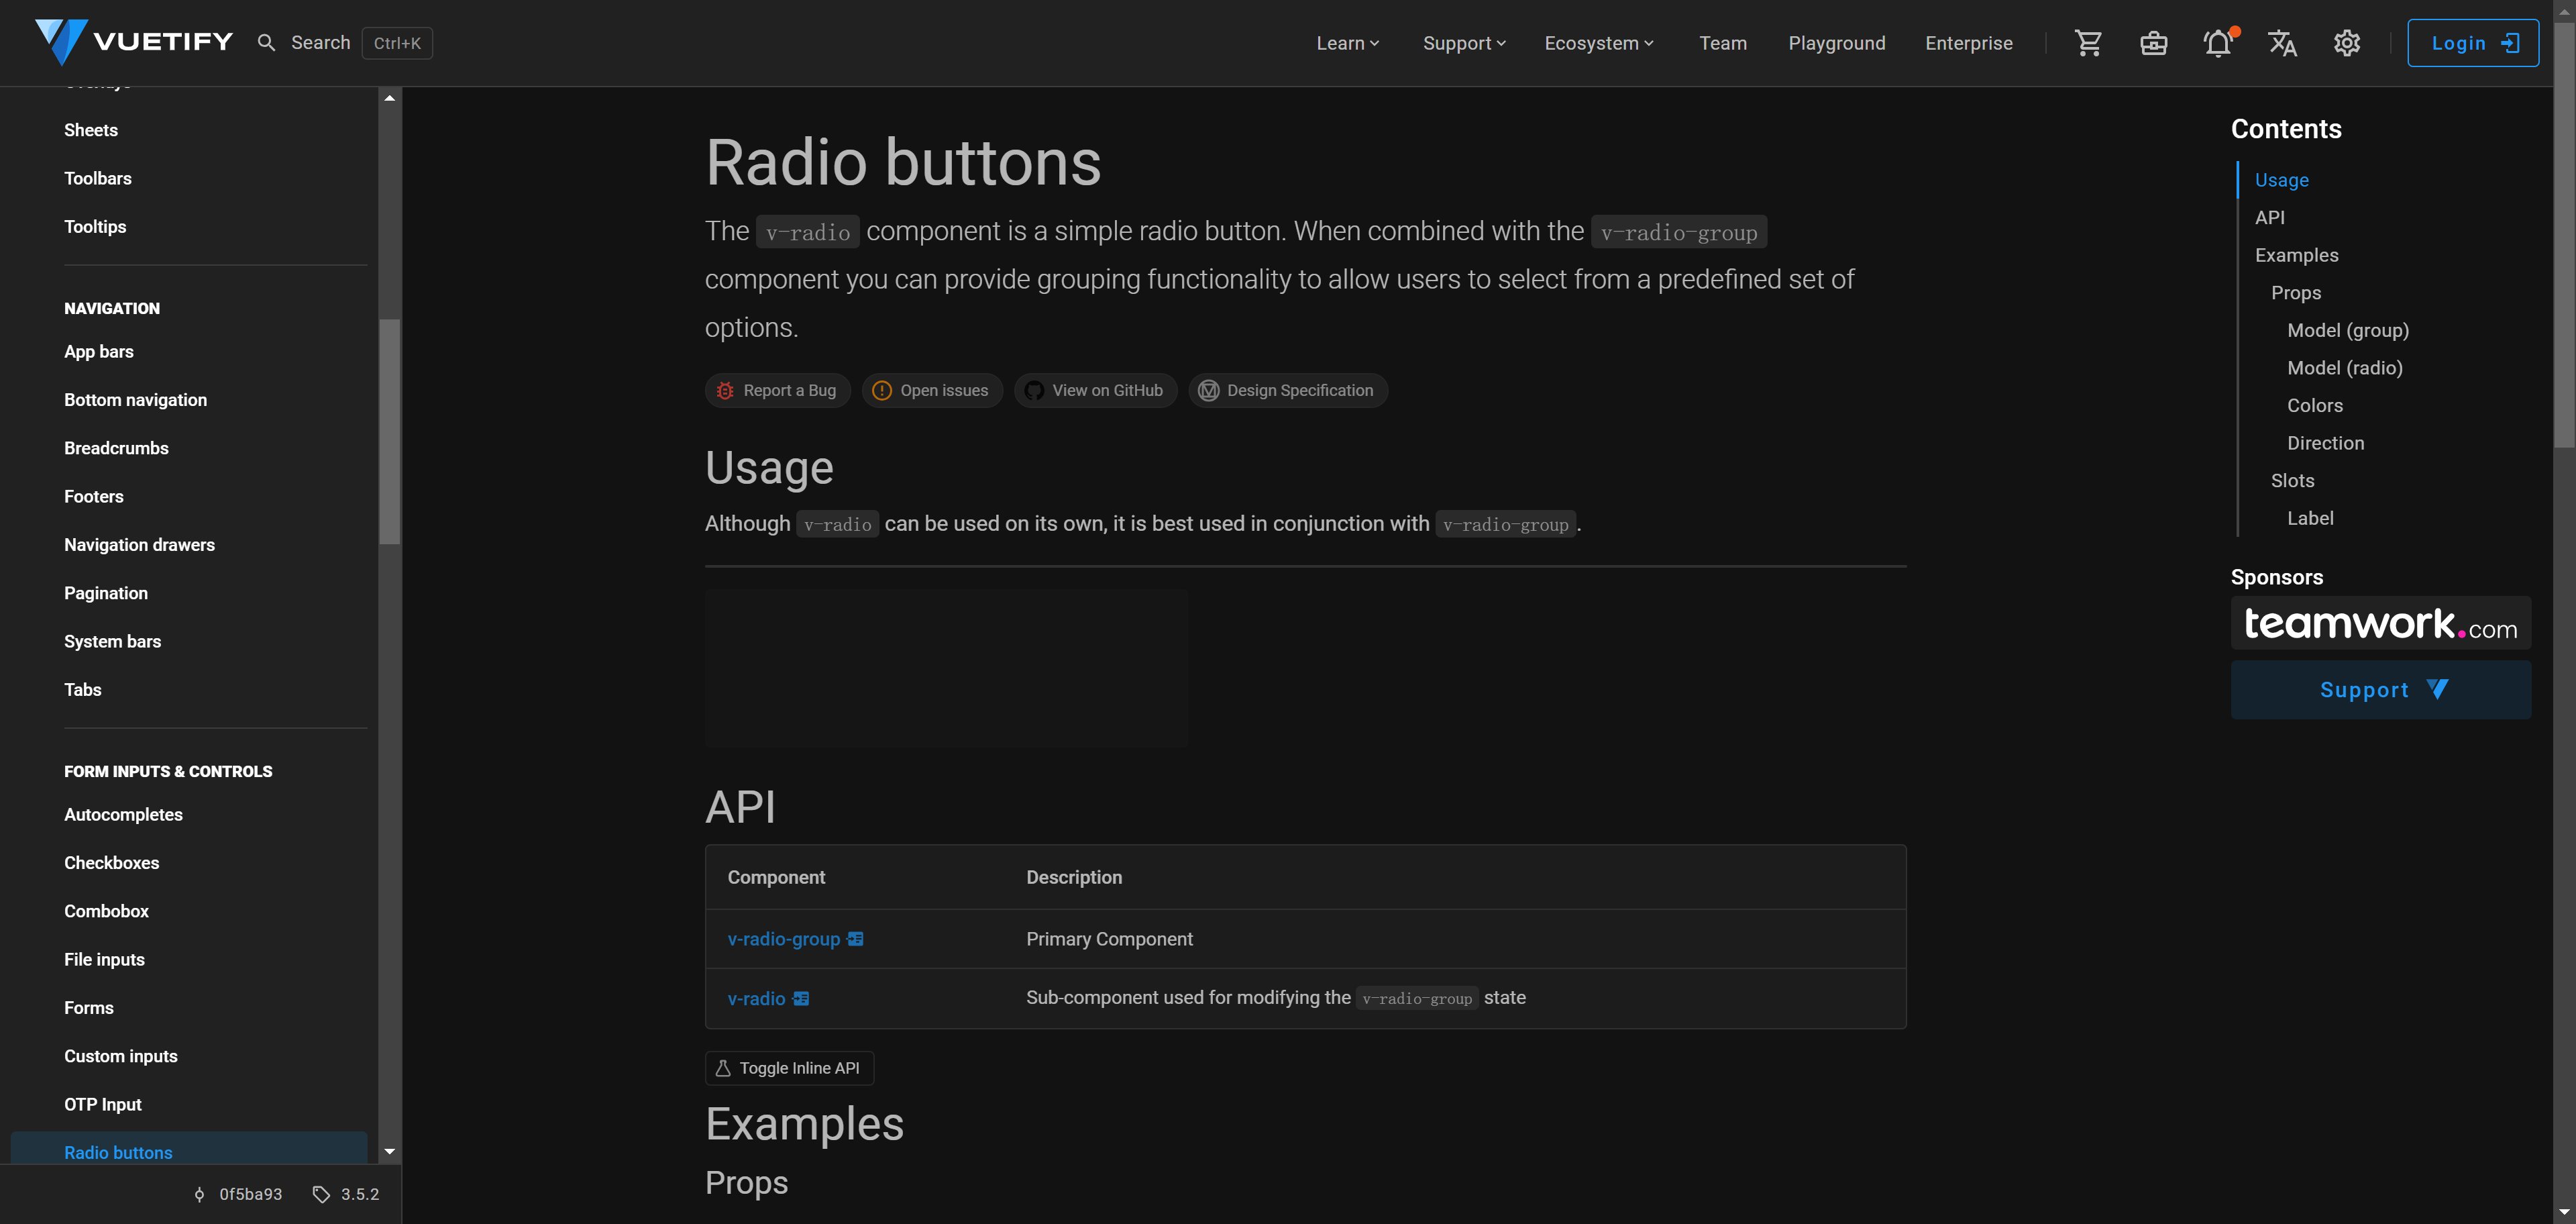 VUETIFY
Search Ctrl+K
Learn Support Ecosystem Team Playground Enterprise
Login
Sheets
Toolbars
Tooltips
NAVIGATION
App bars
Bottom navigation
Breadcrumbs
Footers
Navigation drawers
Pagination
System bars
Tabs
FORM INPUTS & CONTROLS
Autocompletes
Checkboxes
Combobox
File inputs
Forms
Custom inputs
OTP Input
Radio buttons
0f5ba93 3.5.2
Radio buttons
The v-radio component is a simple radio button. When combined with the v-radio-group
component you can provide grouping functionality to allow users to select from a predefined set of
options.
Report a Bug Open issues View on GitHub Design Specification
Usage
Although v-radio can be used on its own, it is best used in conjunction with v-radio-group.
API
Component Description
v-radio-group Primary Component
v-radio Sub-component used for modifying the v-radio-group state
Toggle Inline API
Examples
Props
Contents
Usage
API
Examples
Props
Model (group)
Model (radio)
Colors
Direction
Slots
Label
Sponsors
teamwork.com
Support